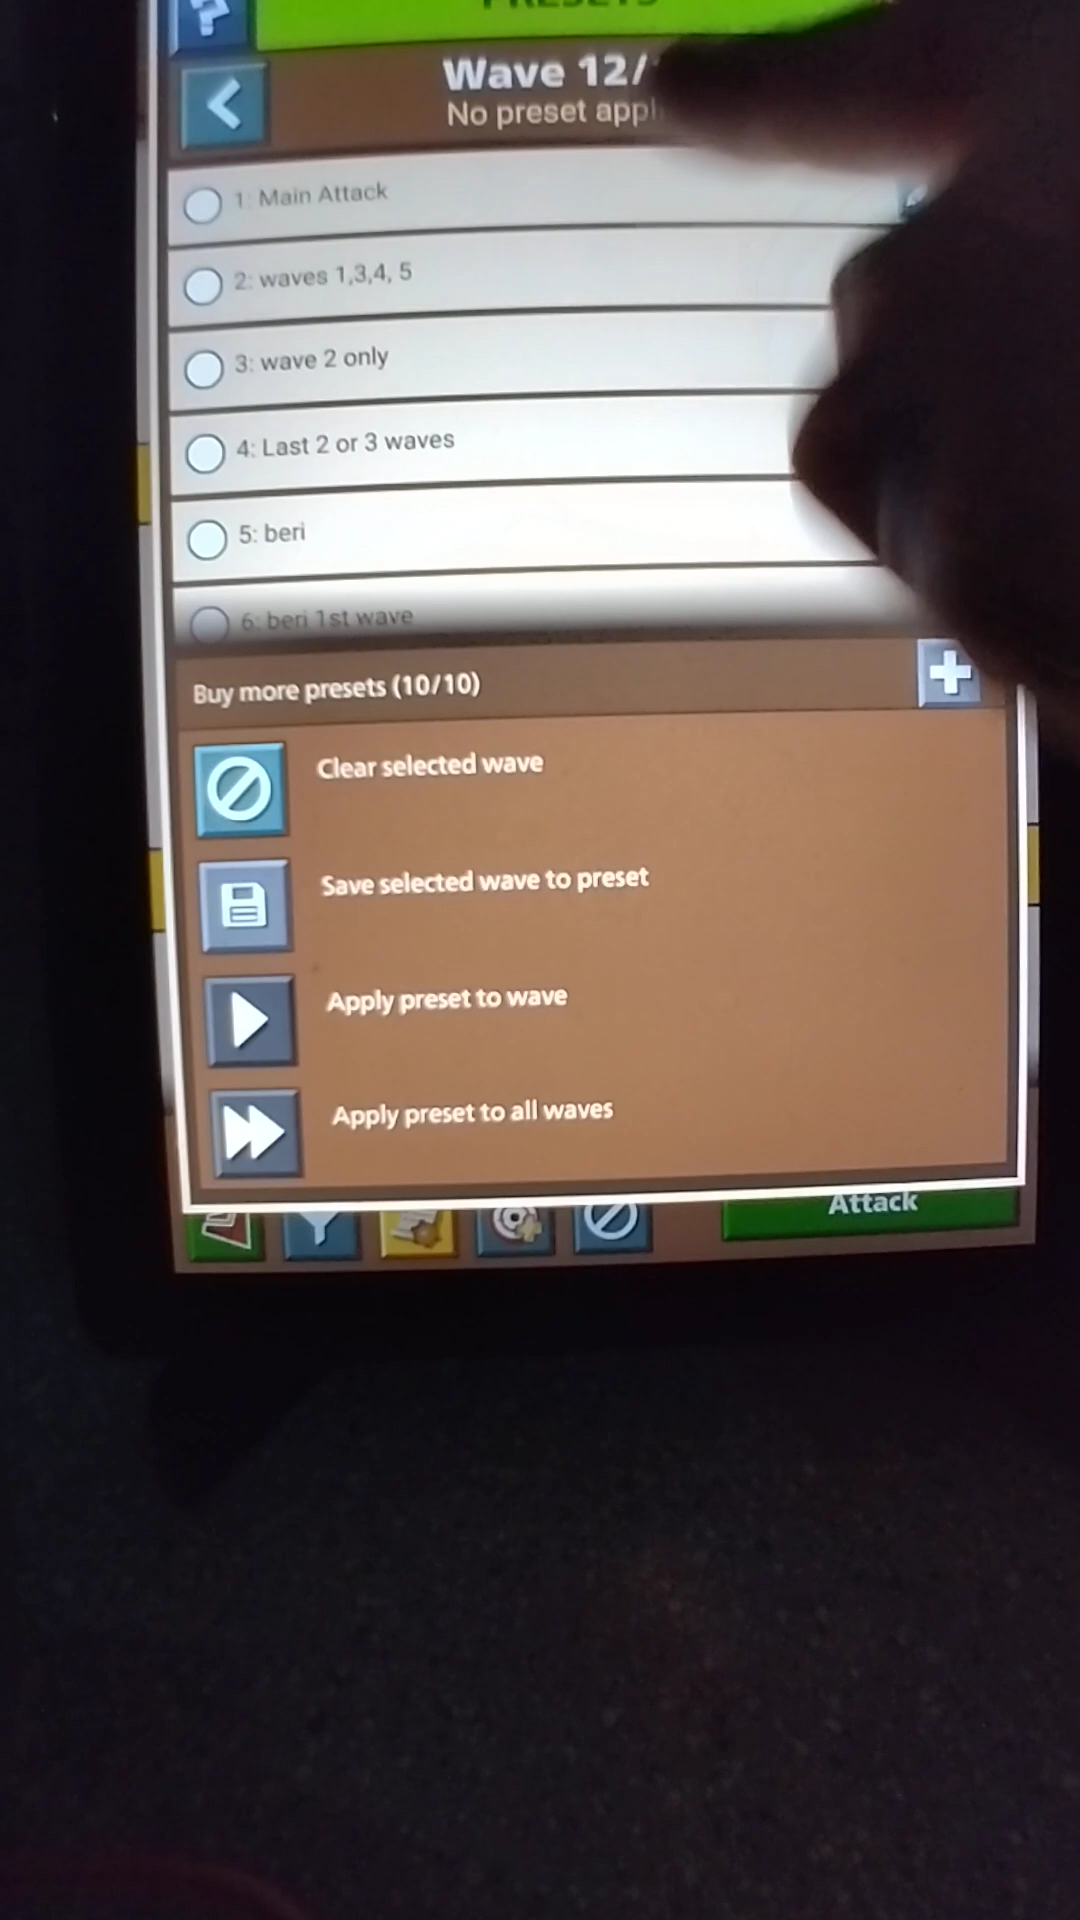 PRESETS
Wave 12/
No preset appli
1: Main Attack
2: waves 1,3,4, 5
3: wave 2 only
4: Last 2 or 3 waves
5: beri
6: beri 1st wave
Buy more presets (10/10)
Clear selected wave
Save selected wave to preset
Apply preset to wave
Apply preset to all waves
Attack